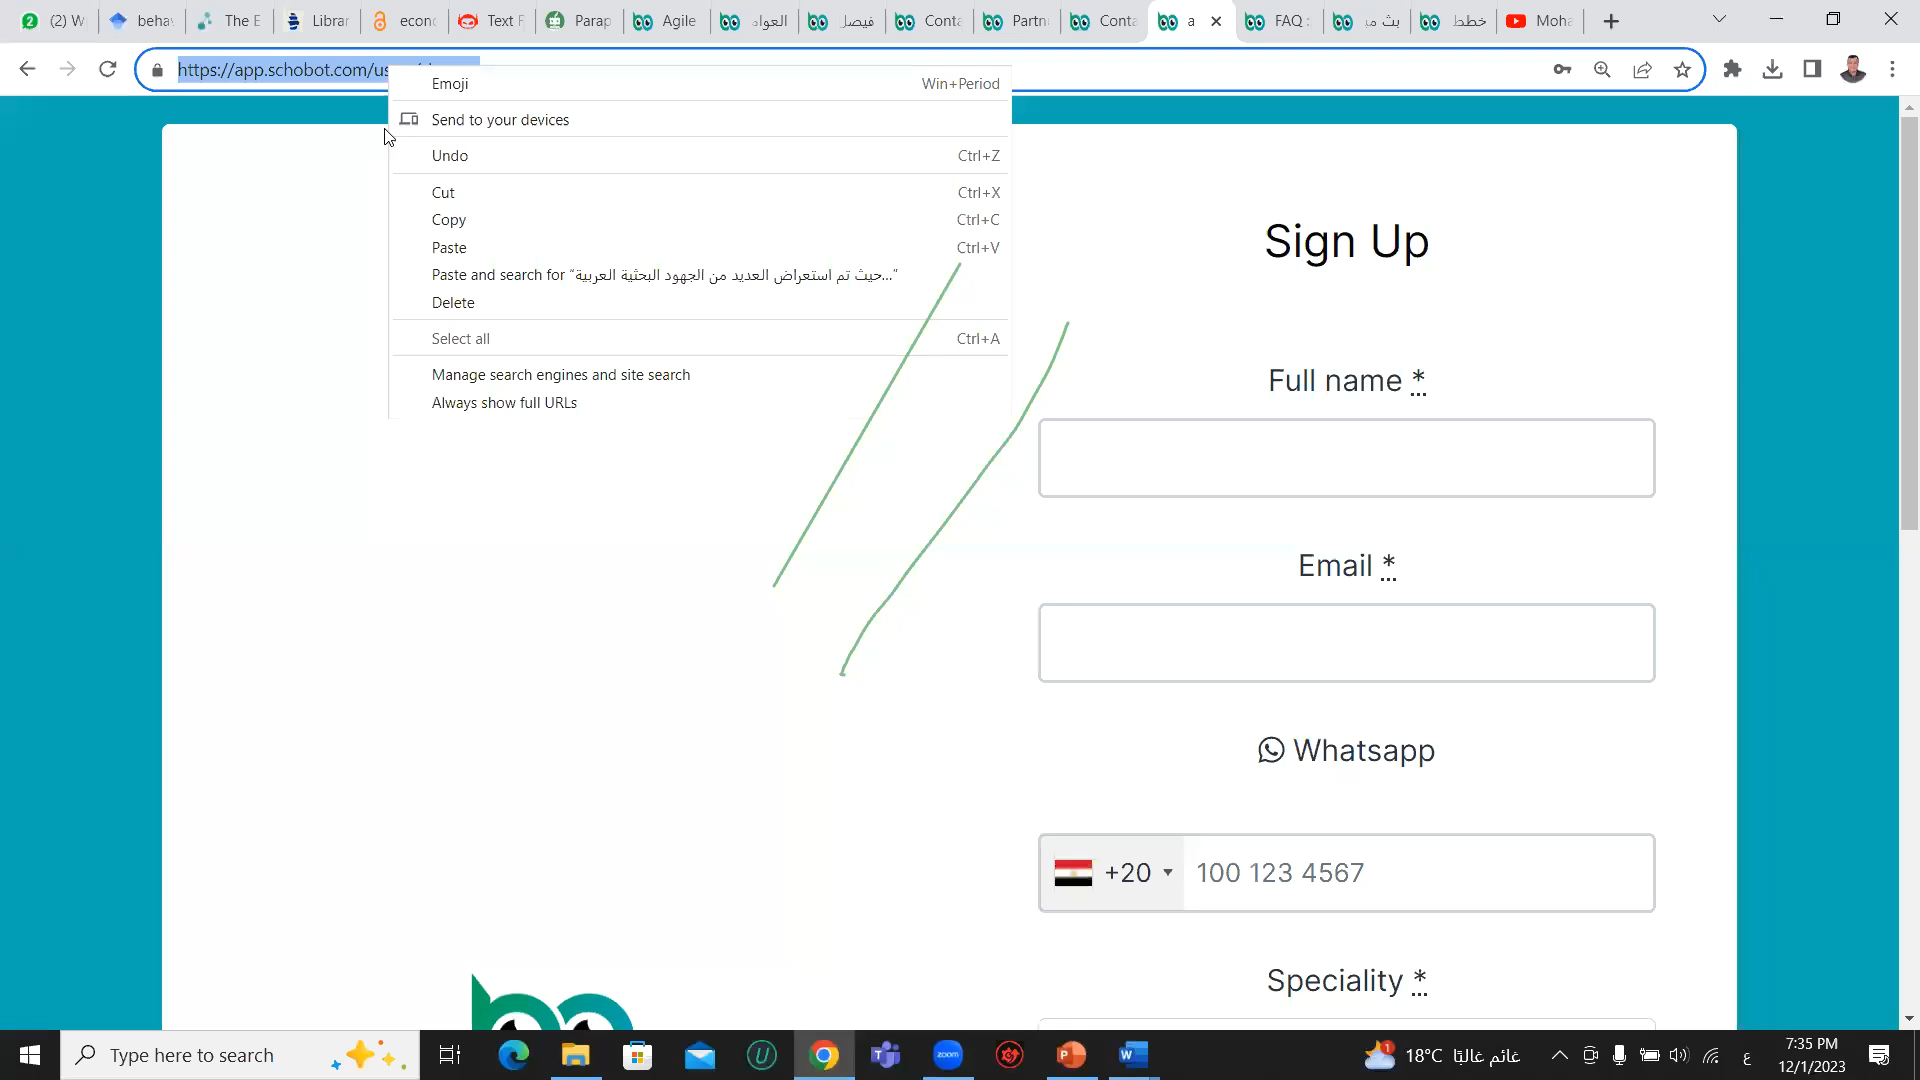 (2) W
beha
The E
Librar
econ
Text F
Parap
Agile
العوام
فيصل
Conta
Partn
Conta
a
FAQ :
بث مـ
خطط
Moha
https://app.schobot.com/us
Emoji Win+Period
Send to your devices
Undo Ctrl+Z
Cut Ctrl+X
Copy Ctrl+C
Paste Ctrl+V
Paste and search for “حيث تم استعراض العديد من الجهود البحثية العربية...”
Delete
Select all Ctrl+A
Manage search engines and site search
Always show full URLs
Sign Up
Full name *
Email *
Whatsapp
+20 100 123 4567
Speciality *
Type here to search
zoom
18°C غائم غالبًا
ع
7:35 PM
12/1/2023